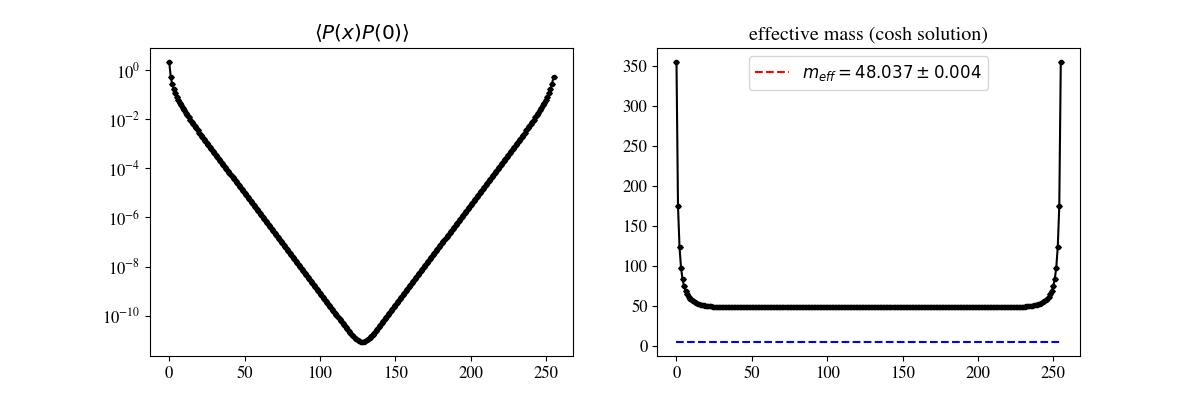 ⟨P(x)P(0)⟩
10⁰
10⁻²
10⁻⁴
10⁻⁶
10⁻⁸
10⁻¹⁰
0 50 100 150 200 250
effective mass (cosh solution)
m_eff = 48.037 ± 0.004
350
300
250
200
150
100
50
0
0 50 100 150 200 250